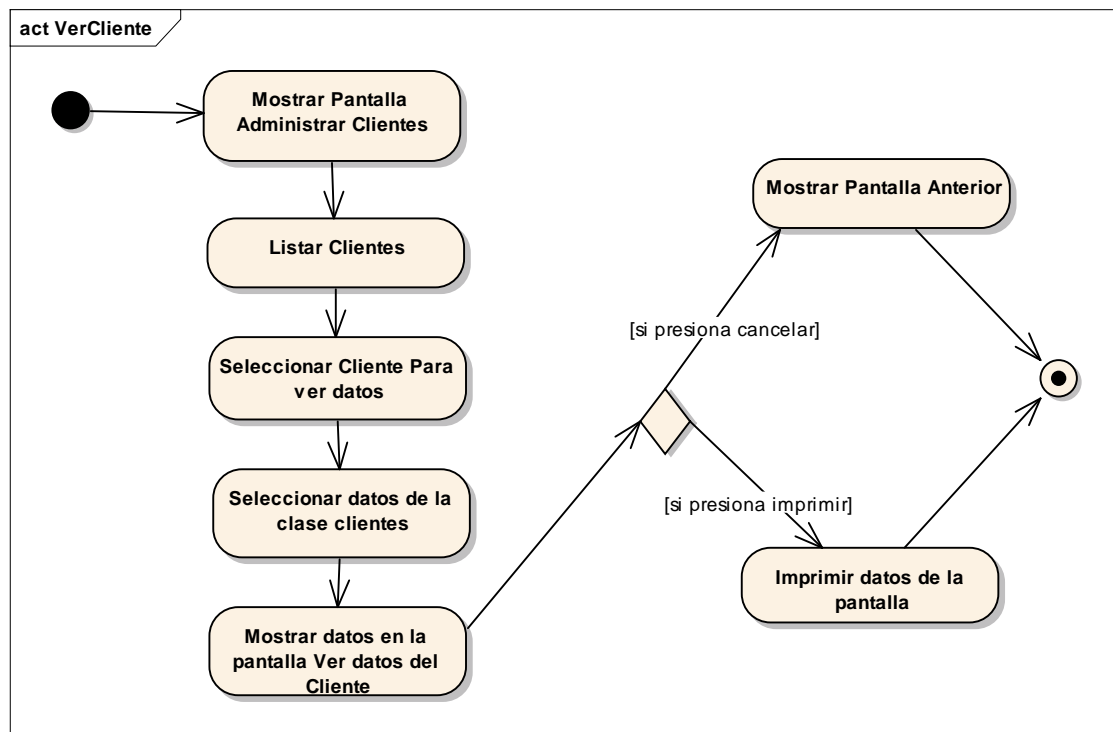 act VerCliente
Mostrar Pantalla
Administrar Clientes
Listar Clientes
Seleccionar Cliente Para
ver datos
Seleccionar datos de la
clase clientes
Mostrar datos en la
pantalla Ver datos del
Cliente
[si presiona cancelar]
Mostrar Pantalla Anterior
[si presiona imprimir]
Imprimir datos de la
pantalla